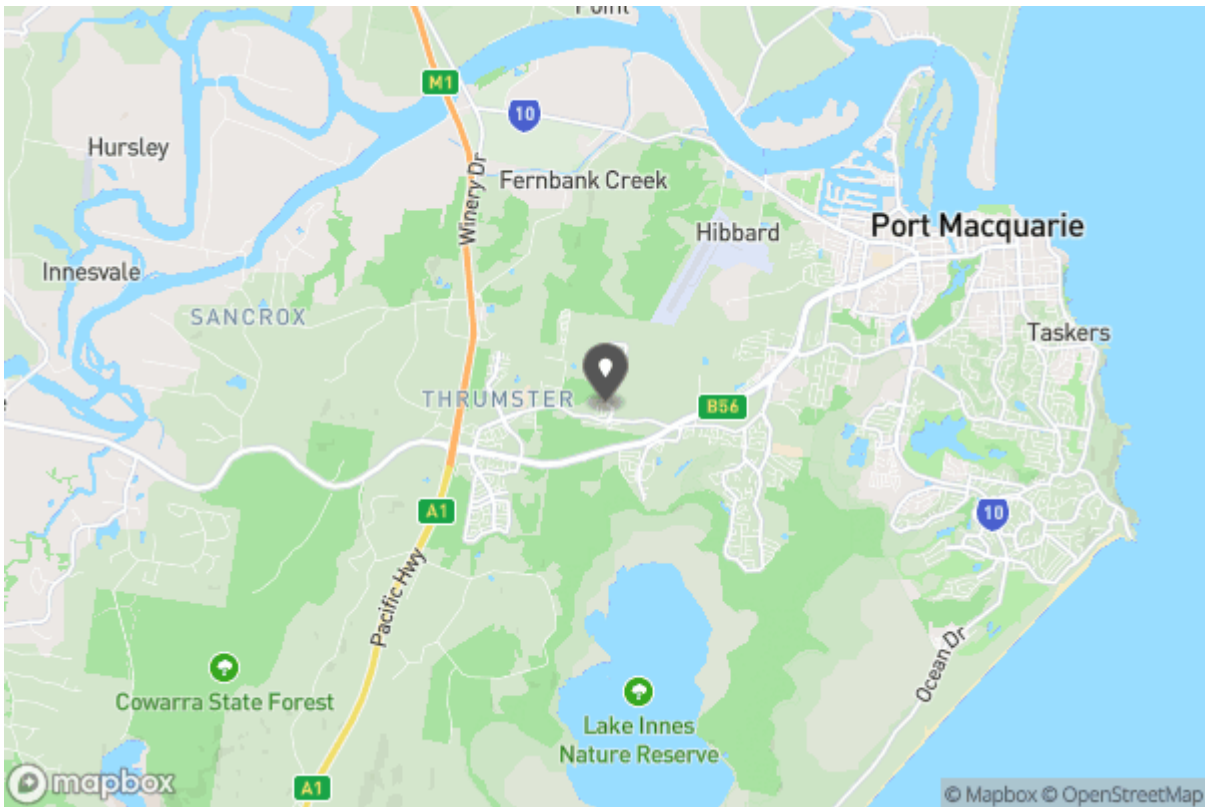 Point
M1
10
Hursley
Winery Dr
Fernbank Creek
Port Macquarie
Hibbard
Innesvale
SANCROX
Taskers
THRUMSTER
B56
A1
10
Pacific Hwy
Ocean Dr
Cowarra State Forest
Lake Innes
Nature Reserve
A1
mapbox
© Mapbox © OpenStreetMap